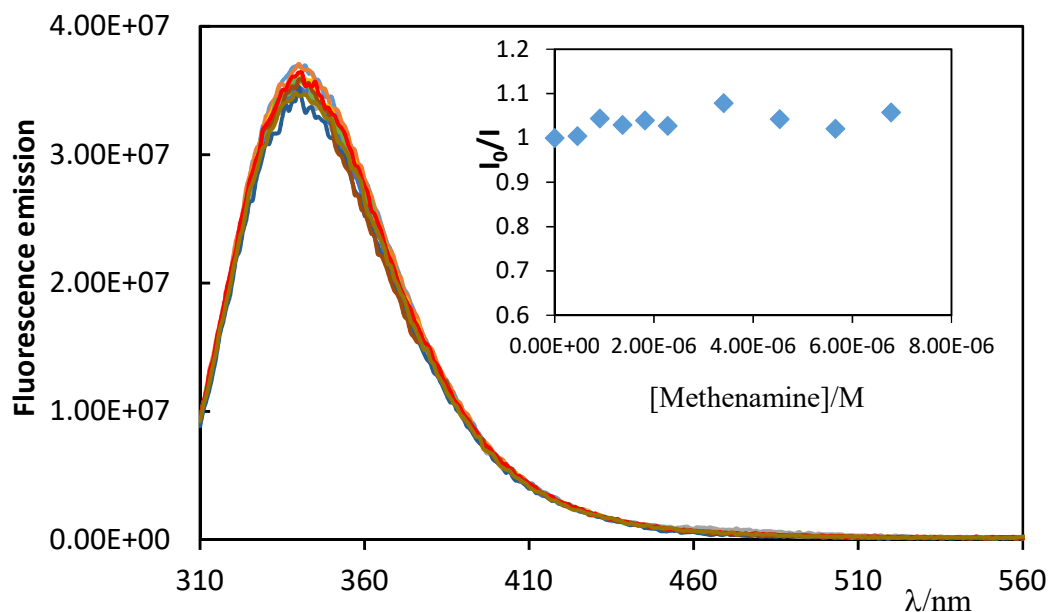 4.00E+07
3.00E+07
2.00E+07
1.00E+07
0.00E+00
Fluorescence emission
310
360
410
460
510
560
λ/nm
1.2
1.1
1
0.9
0.8
0.7
0.6
I0/I
0.00E+00
2.00E-06
4.00E-06
6.00E-06
8.00E-06
[Methenamine]/M